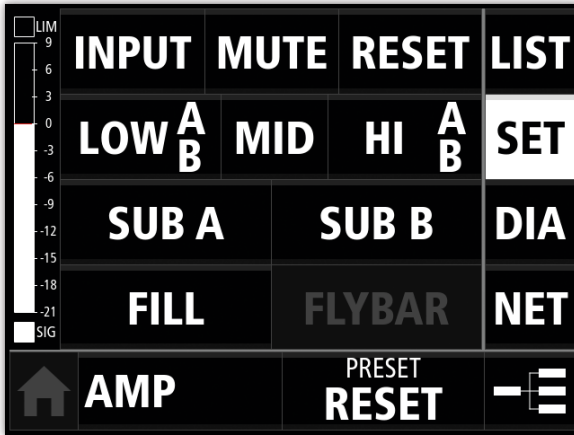 LIM
9
6
3
0
-3
-6
-9
-12
-15
-18
-21
SIG
INPUT MUTE RESET LIST
LOW A B MID HI A B SET
SUB A SUB B DIA
FILL FLYBAR NET
AMP PRESET RESET